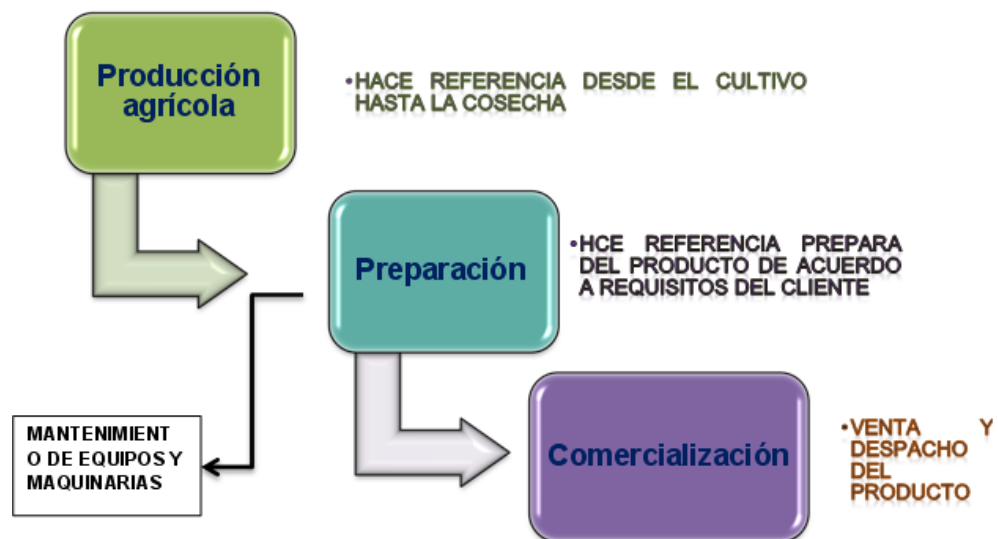 Producción
agrícola
•HACE REFERENCIA DESDE EL CULTIVO
HASTA LA COSECHA
Preparación
•HCE REFERENCIA PREPARA
DEL PRODUCTO DE ACUERDO
A REQUISITOS DEL CLIENTE
MANTENIMIENT
O DE EQUIPOS Y
MAQUINARIAS
Comercialización
•VENTA Y
DESPACHO
DEL
PRODUCTO